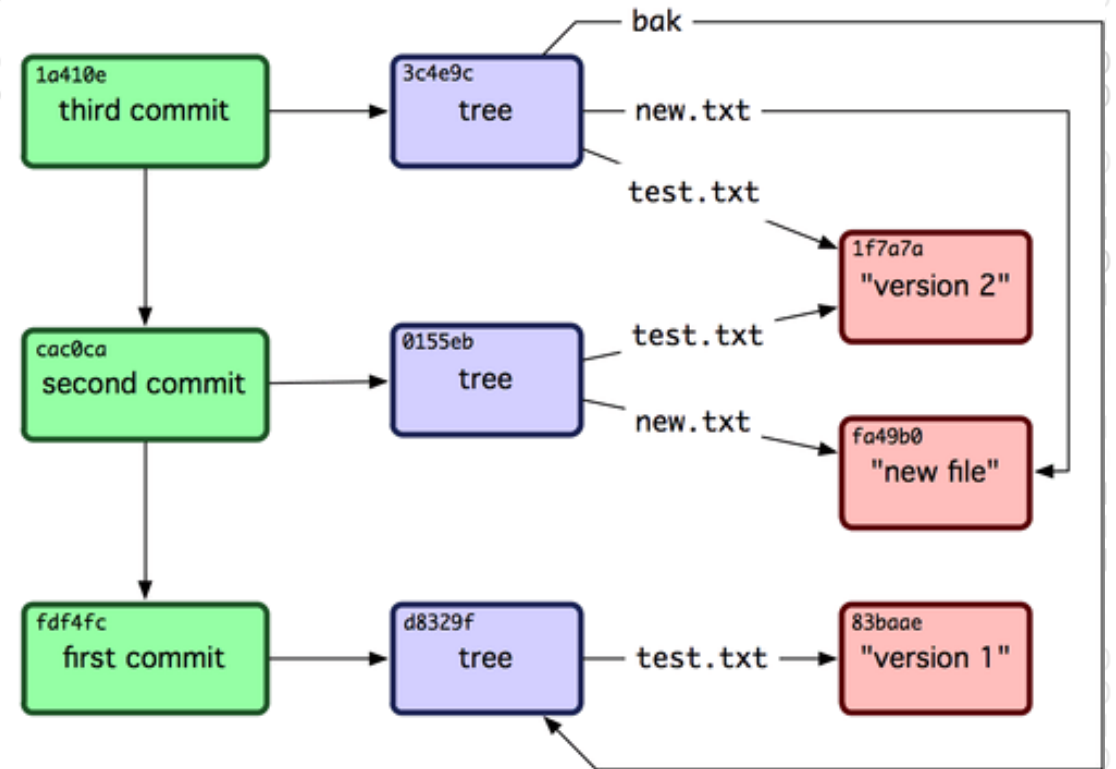 bak
1a410e
third commit
3c4e9c
tree
new.txt
test.txt
1f7a7a
"version 2"
cac0ca
second commit
0155eb
tree
test.txt
new.txt
fa49b0
"new file"
fdf4fc
first commit
d8329f
tree
test.txt
83baae
"version 1"